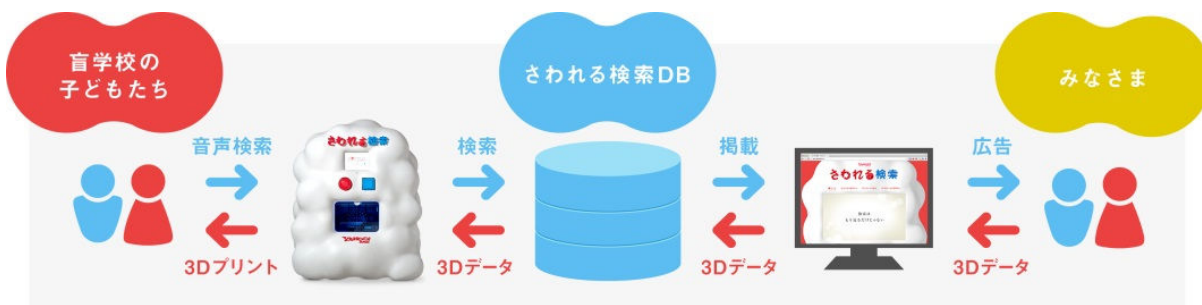 盲学校の
子どもたち
さわれる検索DB
みなさま
音声検索
検索
掲載
広告
さわれる検索
さわれる検索
3Dプリント
3Dデータ
3Dデータ
3Dデータ